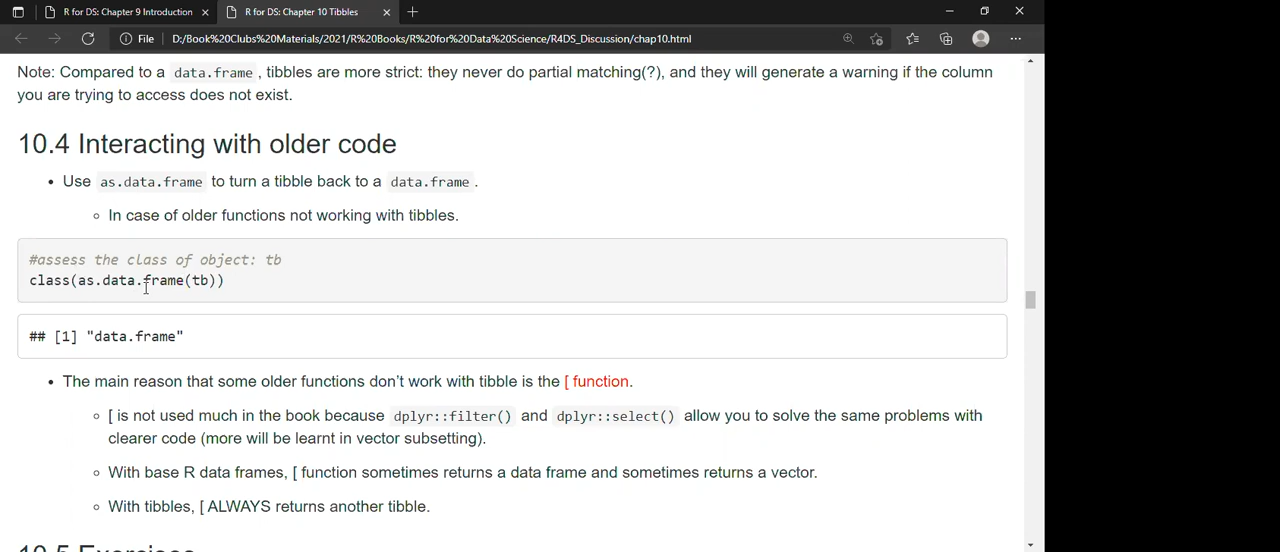 R for DS: Chapter 9 Introduction
R for DS: Chapter 10 Tibbles
File D:/Book%20Clubs%20Materials/2021/R%20Books/R%20for%20Data%20Science/R4DS_Discussion/chap10.html
Note: Compared to a data.frame, tibbles are more strict: they never do partial matching(?), and they will generate a warning if the column
you are trying to access does not exist.
10.4 Interacting with older code
Use as.data.frame to turn a tibble back to a data.frame.
In case of older functions not working with tibbles.
#assess the class of object: tb
class(as.data.frame(tb))
## [1] "data.frame"
The main reason that some older functions don't work with tibble is the [ function.
[ is not used much in the book because dplyr::filter() and dplyr::select() allow you to solve the same problems with
clearer code (more will be learnt in vector subsetting).
With base R data frames, [ function sometimes returns a data frame and sometimes returns a vector.
With tibbles, [ ALWAYS returns another tibble.
10.5 Exercises